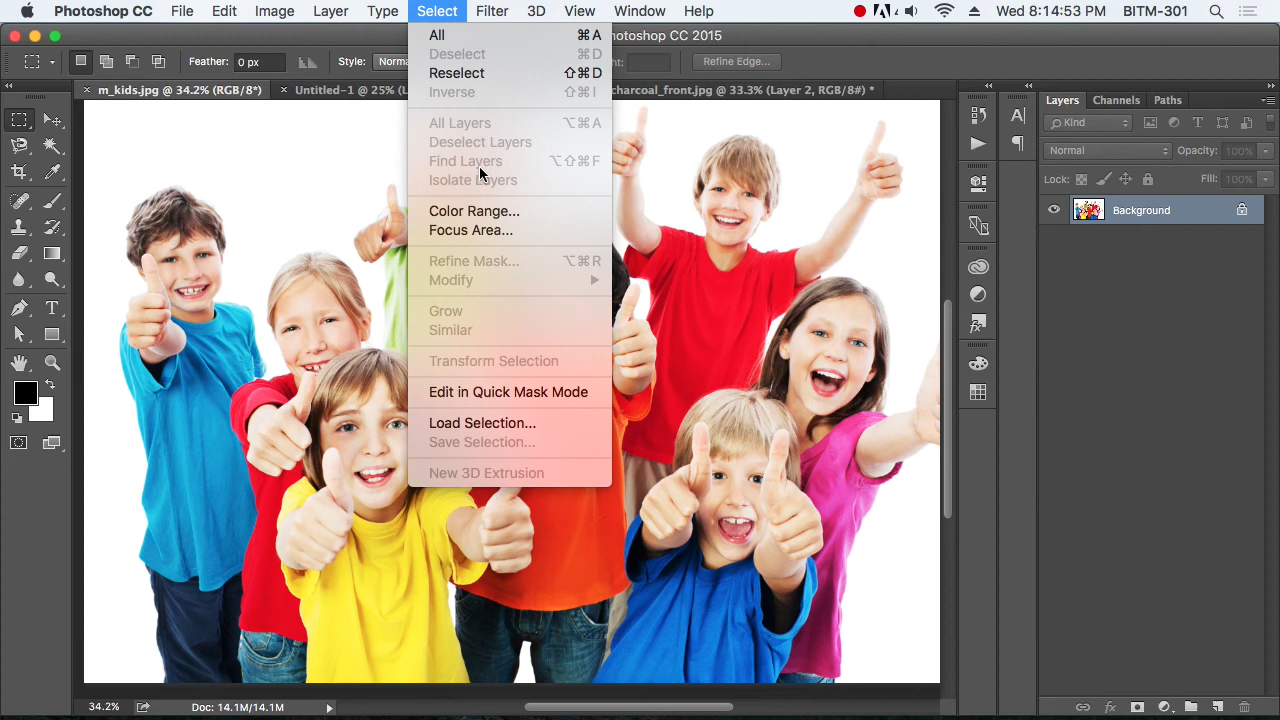 Photoshop CC File Edit Image Layer Type Select Filter 3D View Window Help Wed 8:14:53 PM BITM-301
hotoshop CC 2015
Feather: 0 px Style: Norma ht: Refine Edge...
× m_kids.jpg @ 34.2% (RGB/8*) × Untitled-1 @ 25% (L charcoal_front.jpg @ 33.3% (Layer 2, RGB/8#) *
All ⌘A
Deselect ⌘D
Reselect ⇧⌘D
Inverse ⇧⌘I
All Layers ⌥⌘A
Deselect Layers
Find Layers ⌥⇧⌘F
Isolate Layers
Color Range...
Focus Area...
Refine Mask... ⌥⌘R
Modify
Grow
Similar
Transform Selection
Edit in Quick Mask Mode
Load Selection...
Save Selection...
New 3D Extrusion
Layers Channels Paths
Kind
Normal Opacity: 100%
Lock: Fill: 100%
Background
34.2% Doc: 14.1M/14.1M